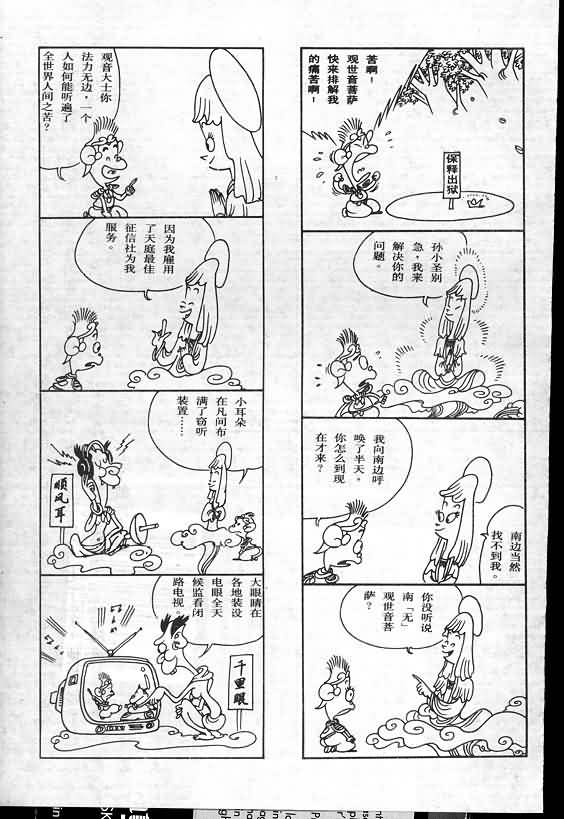 苦啊！
观世音菩萨
快来排解我
的痛苦啊！
保释出狱
孙小圣别
急，我来
解决你的
问题。
我向南边呼
唤了半天。
你怎么到现
在才来？
南边当然
找不到我。
你没听说
南「无」
观世音菩
萨？
观音大士你
法力无边，一个
人如何能听遍了
全世界人间之苦？
因为我雇用
了天庭最佳
征信社为我
服务。
小耳朵
在凡间布
满了窃听
装置……
顺风耳
大眼睛在
各地装设
电眼全天
候监看闭
路电视。
千里眼